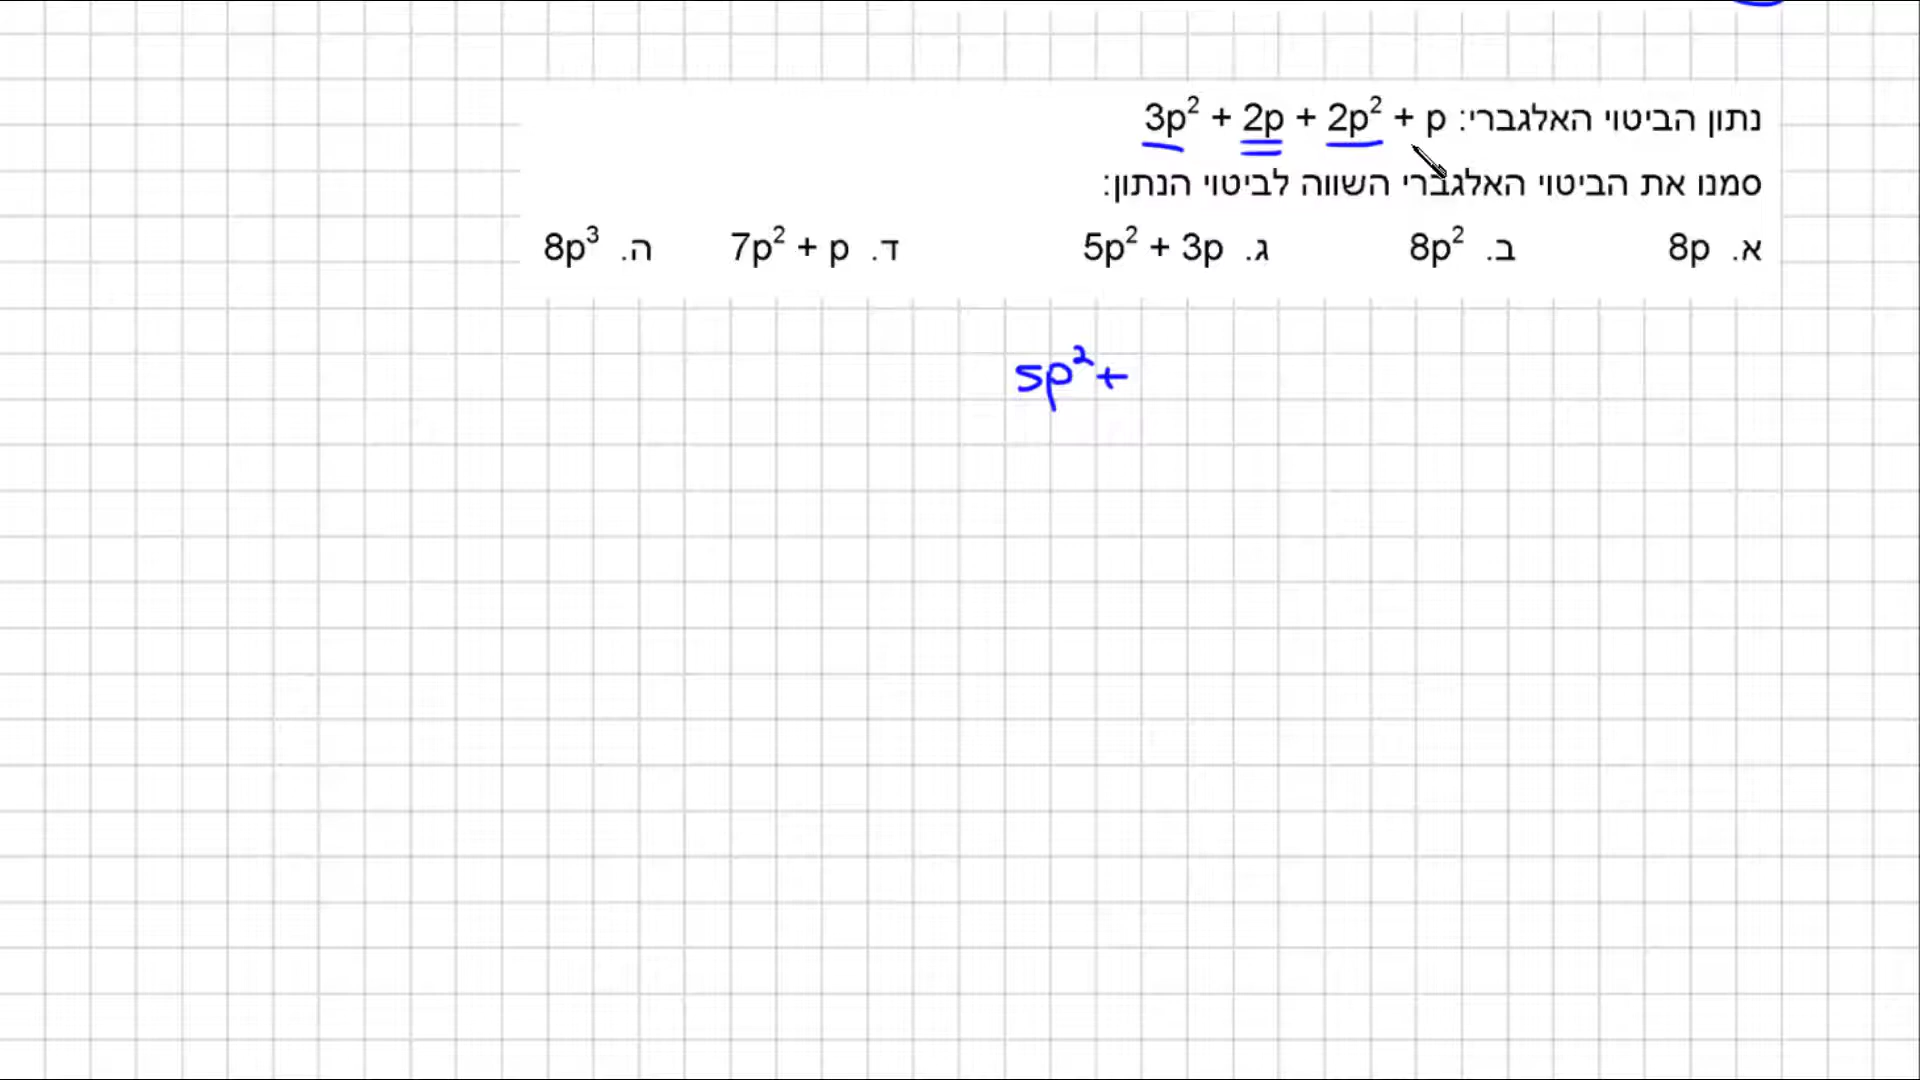 נתון הביטוי האלגברי: 3p² + 2p + 2p² + p
סמנו את הביטוי האלגברי השווה לביטוי הנתון:
א. 8p ב. 8p² ג. 5p² + 3p ד. 7p² + p ה. 8p³
5p² +